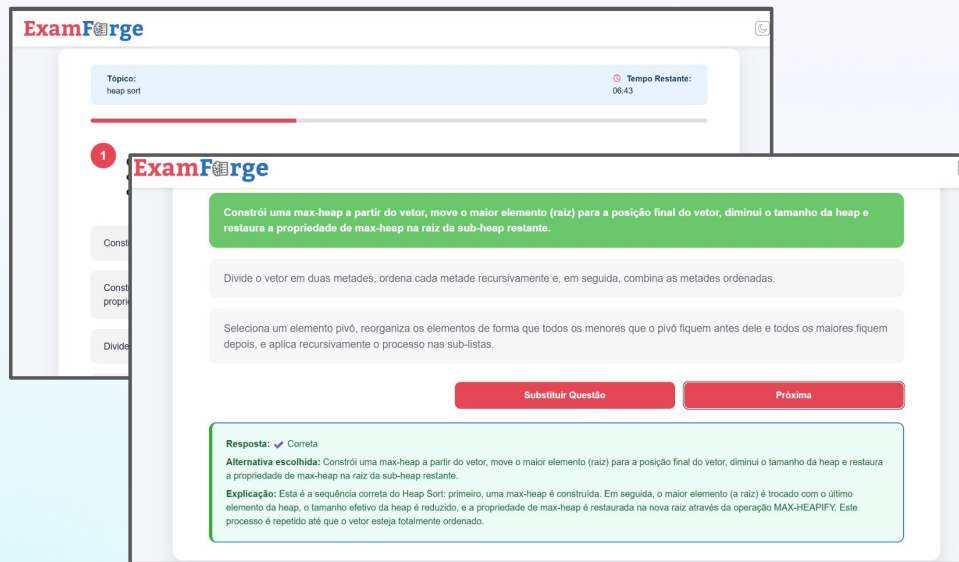 ExamForge
Tópico:
heap sort
Tempo Restante:
06:43
1
ExamForge
Constrói uma max-heap a partir do vetor, move o maior elemento (raiz) para a posição final do vetor, diminui o tamanho da heap e
restaura a propriedade de max-heap na raiz da sub-heap restante.
Divide o vetor em duas metades, ordena cada metade recursivamente e, em seguida, combina as metades ordenadas.
Seleciona um elemento pivô, reorganiza os elementos de forma que todos os menores que o pivô fiquem antes dele e todos os maiores fiquem
depois, e aplica recursivamente o processo nas sub-listas.
Substituir Questão
Próxima
Resposta: Correta
Alternativa escolhida: Constrói uma max-heap a partir do vetor, move o maior elemento (raiz) para a posição final do vetor, diminui o tamanho da heap e restaura
a propriedade de max-heap na raiz da sub-heap restante.
Explicação: Esta é a sequência correta do Heap Sort: primeiro, uma max-heap é construída. Em seguida, o maior elemento (a raiz) é trocado com o último
elemento da heap, o tamanho efetivo da heap é reduzido, e a propriedade de max-heap é restaurada na nova raiz através da operação MAX-HEAPIFY. Este
processo é repetido até que o vetor esteja totalmente ordenado.
Divide